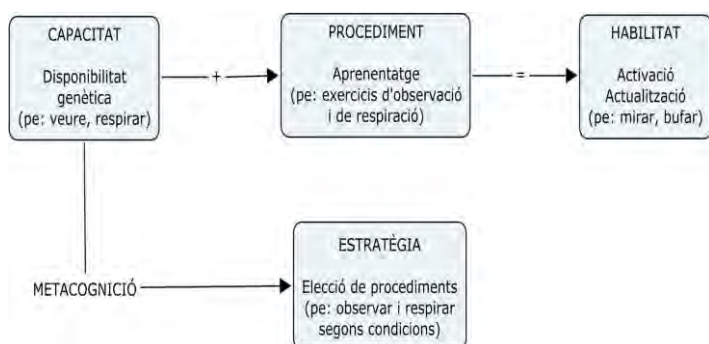 CAPACITAT
Disponibilitat
genètica
(pe: veure, respirar)
+
PROCEDIMENT
Aprenentatge
(pe: exercicis d'observació
i de respiració)
=
HABILITAT
Activació
Actualització
(pe: mirar, bufar)
METACOGNICIÓ
ESTRATÈGIA
Elecció de procediments
(pe: observar i respirar
segons condicions)